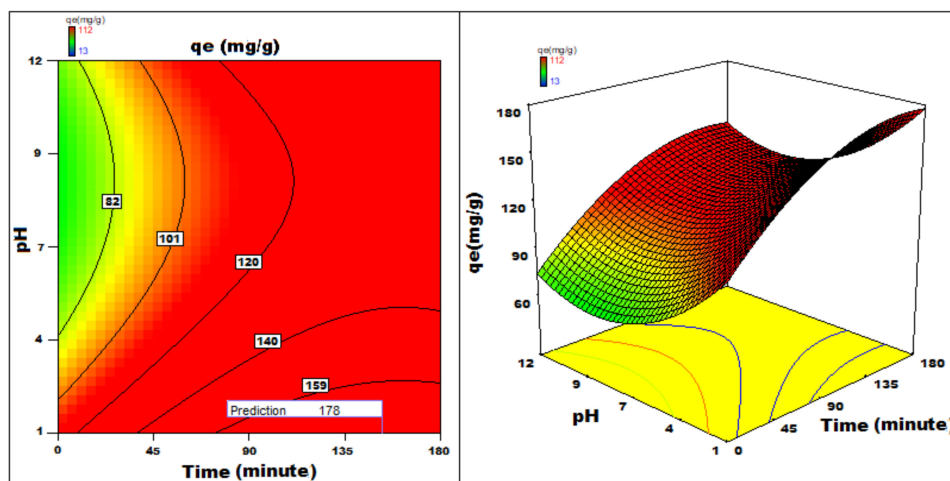 qe(mg/g)
112
13
qe (mg/g)
12
9
7
4
1
pH
82
101
120
140
159
Prediction 178
0 45 90 135 180
Time (minute)
qe(mg/g)
112
13
180
150
120
90
60
qe(mg/g)
12
9
7
4
1
pH
0
45
90
135
180
Time (minute)